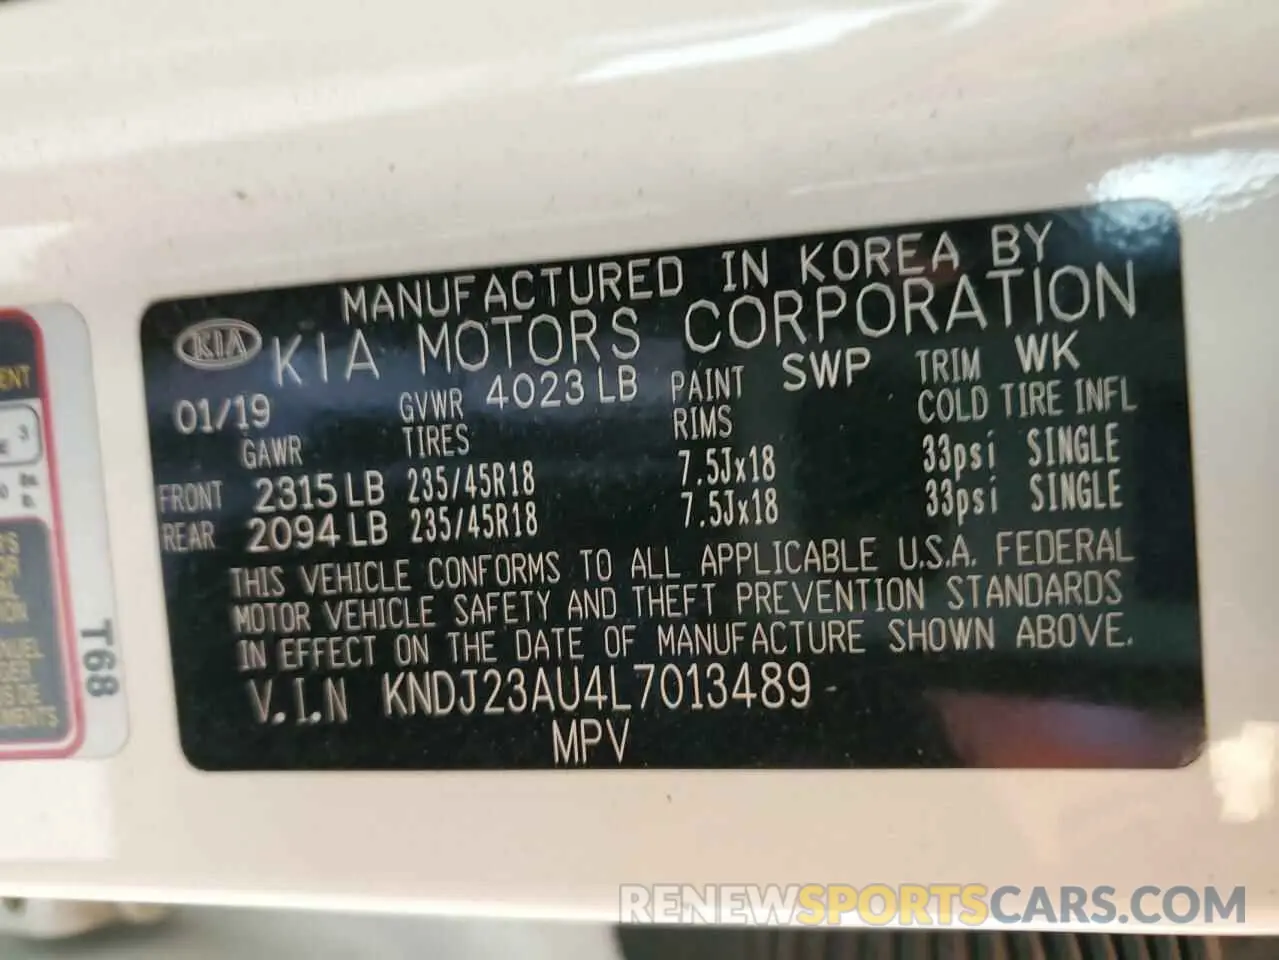 MANUFACTURED IN KOREA BY
KIA KIA MOTORS CORPORATION
01/19 GVWR 4023 LB PAINT SWP TRIM WK
GAWR TIRES RIMS COLD TIRE INFL
FRONT 2315 LB 235/45R18 7.5Jx18 33psi SINGLE
REAR 2094 LB 235/45R18 7.5Jx18 33psi SINGLE
THIS VEHICLE CONFORMS TO ALL APPLICABLE U.S.A. FEDERAL
MOTOR VEHICLE SAFETY AND THEFT PREVENTION STANDARDS
IN EFFECT ON THE DATE OF MANUFACTURE SHOWN ABOVE.
V.I.N KNDJ23AU4L7013489
MPV
T68
3
RENEWSPORTSCARS.COM